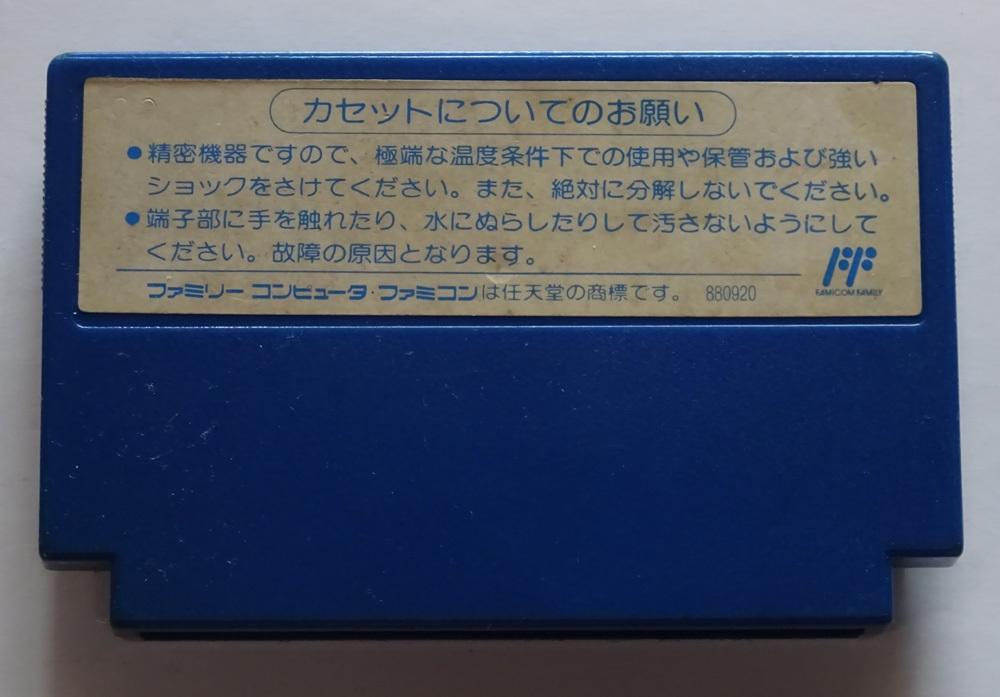 カセットについてのお願い
●精密機器ですので、極端な温度条件下での使用や保管および強い
ショックをさけてください。また、絶対に分解しないでください。
●端子部に手を触れたり、水にぬらしたりして汚さないようにして
ください。故障の原因となります。
FF
FAMICOM FAMILY
ファミリー コンピュータ・ファミコンは任天堂の商標です。 880920